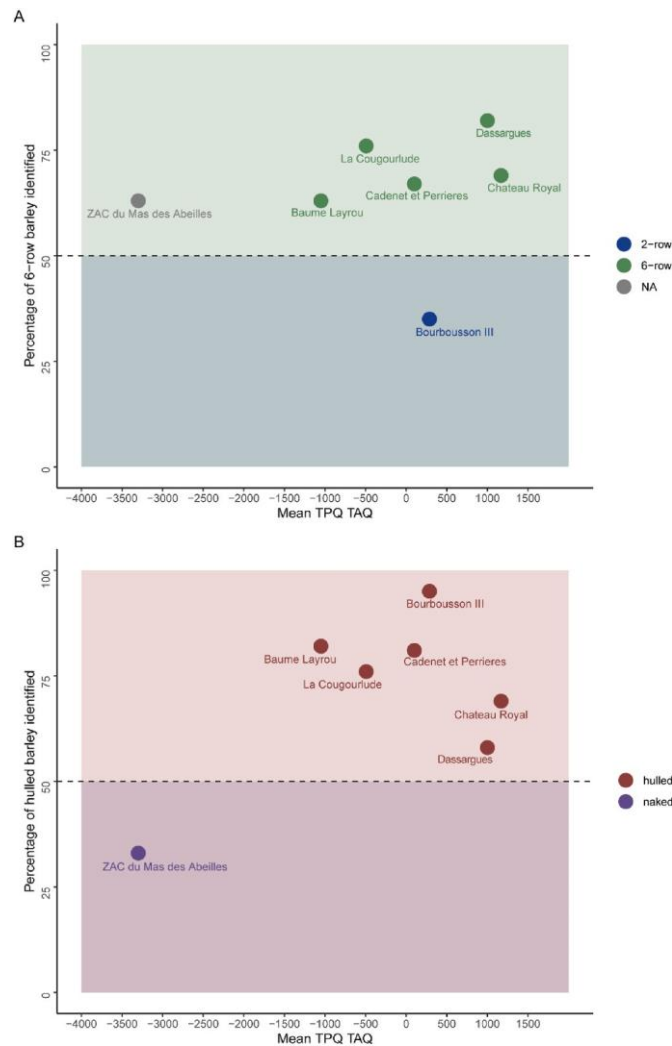 A
Percentage of 6-row barley identified
100
75
50
25
0
Dassargues
La Cougourlude
Chateau Royal
Cadenet et Perrieres
Baume Layrou
ZAC du Mas des Abeilles
Bourbousson III
2-row
6-row
NA
-4000 -3500 -3000 -2500 -2000 -1500 -1000 -500 0 500 1000 1500
Mean TPQ TAQ
B
Percentage of hulled barley identified
100
75
50
25
0
Bourbousson III
Baume Layrou
Cadenet et Perrieres
La Cougourlude
Chateau Royal
Dassargues
ZAC du Mas des Abeilles
hulled
naked
-4000 -3500 -3000 -2500 -2000 -1500 -1000 -500 0 500 1000 1500
Mean TPQ TAQ